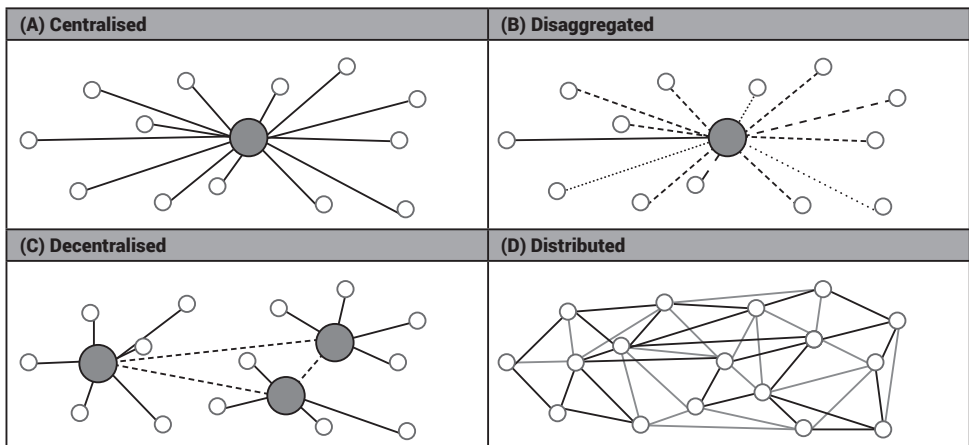 (A) Centralised
(B) Disaggregated
(C) Decentralised
(D) Distributed